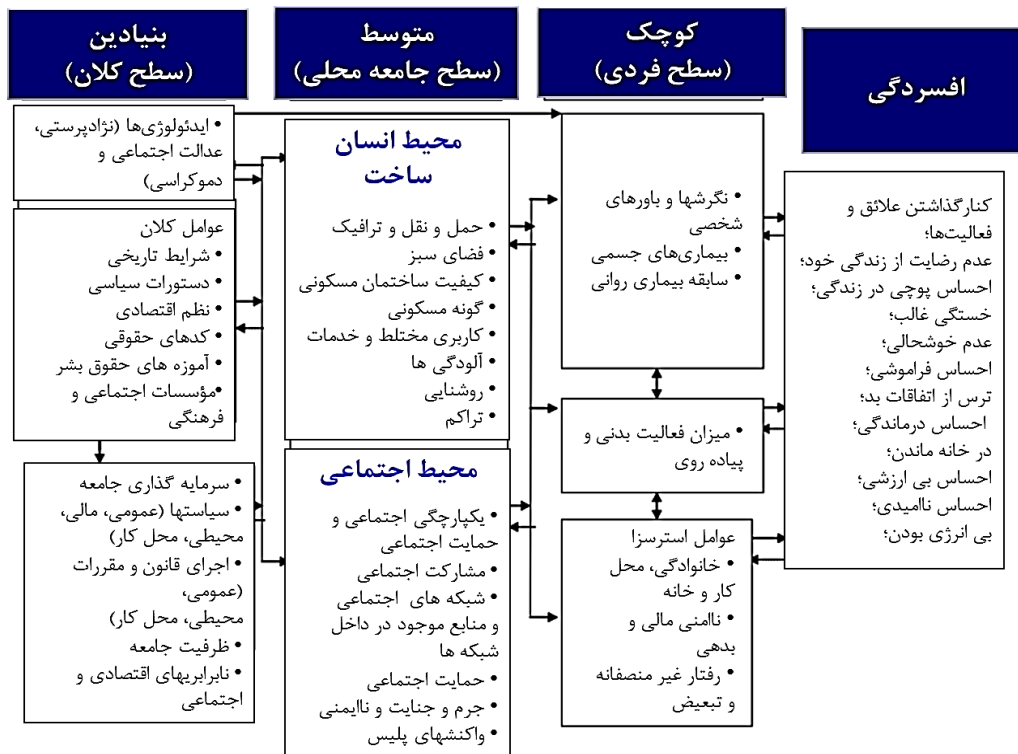 بنیادین
(سطح کلان)
• ایدئولوژی‌ها (نژادپرستی،
عدالت اجتماعی و
دموکراسی)
عوامل کلان
• شرایط تاریخی
• دستورات سیاسی
• نظم اقتصادی
• کدهای حقوقی
• آموزه های حقوق بشر
•مؤسسات اجتماعی و
فرهنگی
• سرمایه گذاری جامعه
• سیاستها (عمومی، مالی،
محیطی، محل کار)
• اجرای قانون و مقررات
(عمومی،
محیطی، محل کار)
• ظرفیت جامعه
• نابرابریهای اقتصادی و
اجتماعی
متوسط
(سطح جامعه محلی)
محیط انسان
ساخت
• حمل و نقل و ترافیک
• فضای سبز
• کیفیت ساختمان مسکونی
• گونه مسکونی
• کاربری مختلط و خدمات
• آلودگی ها
• روشنایی
• تراکم
محیط اجتماعی
• یکپارچگی اجتماعی و
حمایت اجتماعی
• مشارکت اجتماعی
• شبکه های اجتماعی
و منابع موجود در داخل
شبکه ها
• حمایت اجتماعی
• جرم و جنایت و ناایمنی
• واکنشهای پلیس
کوچک
(سطح فردی)
• نگرشها و باورهای
شخصی
• بیماری‌های جسمی
• سابقه بیماری روانی
• میزان فعالیت بدنی و
پیاده روی
عوامل استرسزا
• خانوادگی، محل
کار و خانه
• ناامنی مالی و
بدهی
• رفتار غیر منصفانه
و تبعیض
افسردگی
کنارگذاشتن علائق و
فعالیت‌ها؛
عدم رضایت از زندگی خود؛
احساس پوچی در زندگی؛
خستگی غالب؛
عدم خوشحالی؛
احساس فراموشی؛
ترس از اتفاقات بد؛
احساس درماندگی؛
در خانه ماندن؛
احساس بی ارزشی؛
احساس ناامیدی؛
بی انرژی بودن؛